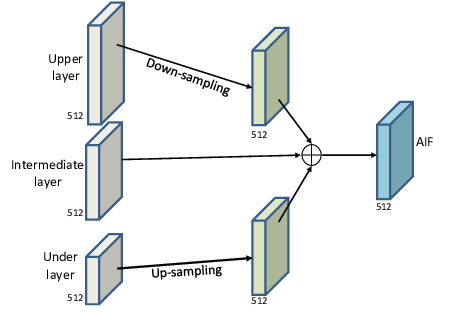 Upper
layer
512
Down-sampling
512
Intermediate
layer
512
AIF
512
Under
layer
512
Up-sampling
512